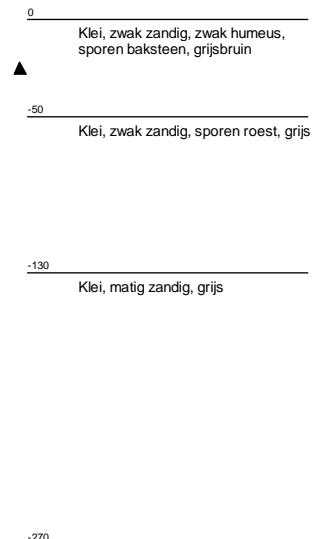 0
Klei, zwak zandig, zwak humeus,
sporen baksteen, grijsbruin
-50
Klei, zwak zandig, sporen roest, grijs
-130
Klei, matig zandig, grijs
-270